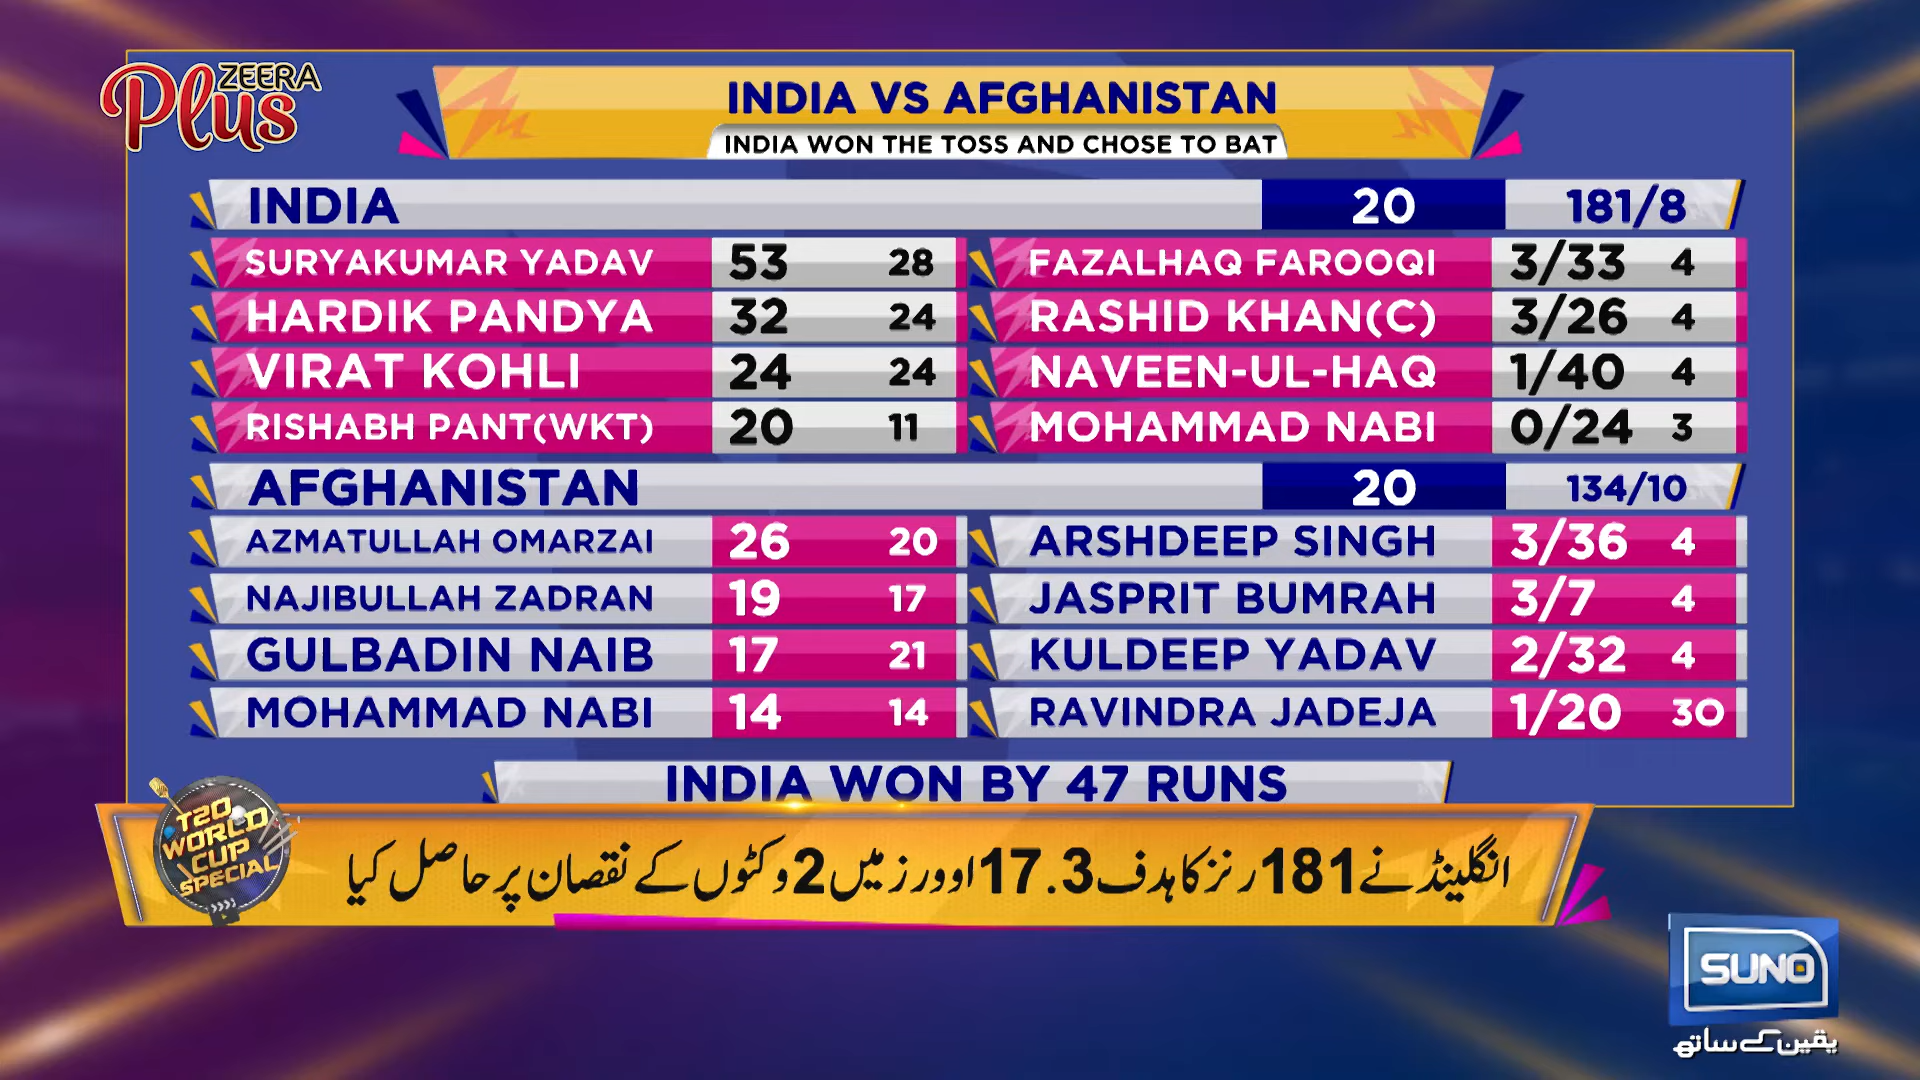 ZEERA
Plus
INDIA VS AFGHANISTAN
INDIA WON THE TOSS AND CHOSE TO BAT
INDIA 20 181/8
SURYAKUMAR YADAV 53 28 FAZALHAQ FAROOQI 3/33 4
HARDIK PANDYA 32 24 RASHID KHAN(C) 3/26 4
VIRAT KOHLI 24 24 NAVEEN-UL-HAQ 1/40 4
RISHABH PANT(WKT) 20 11 MOHAMMAD NABI 0/24 3
AFGHANISTAN 20 134/10
AZMATULLAH OMARZAI 26 20 ARSHDEEP SINGH 3/36 4
NAJIBULLAH ZADRAN 19 17 JASPRIT BUMRAH 3/7 4
GULBADIN NAIB 17 21 KULDEEP YADAV 2/32 4
MOHAMMAD NABI 14 14 RAVINDRA JADEJA 1/20 30
INDIA WON BY 47 RUNS
T20
WORLD
CUP
SPECIAL
انگلینڈ نے 181 رنز کا ہدف 17.3 اوورز میں 2 وکٹوں کے نقصان پر حاصل کیا
SUNO
یقین کے ساتھ